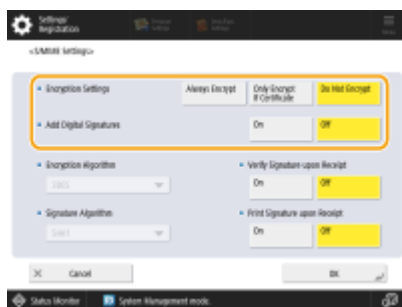 Settings/
Registration
<S/MIME Settings>
Encryption Settings
Always Encrypt
Only Encrypt
If Certificate
Do Not Encrypt
Add Digital Signatures
On
Off
Encryption Algorithm
Verify Signature upon Receipt
3DES
On
Off
Signature Algorithm
Print Signature upon Receipt
SHA1
On
Off
Cancel
OK
Status Monitor
System Management mode.